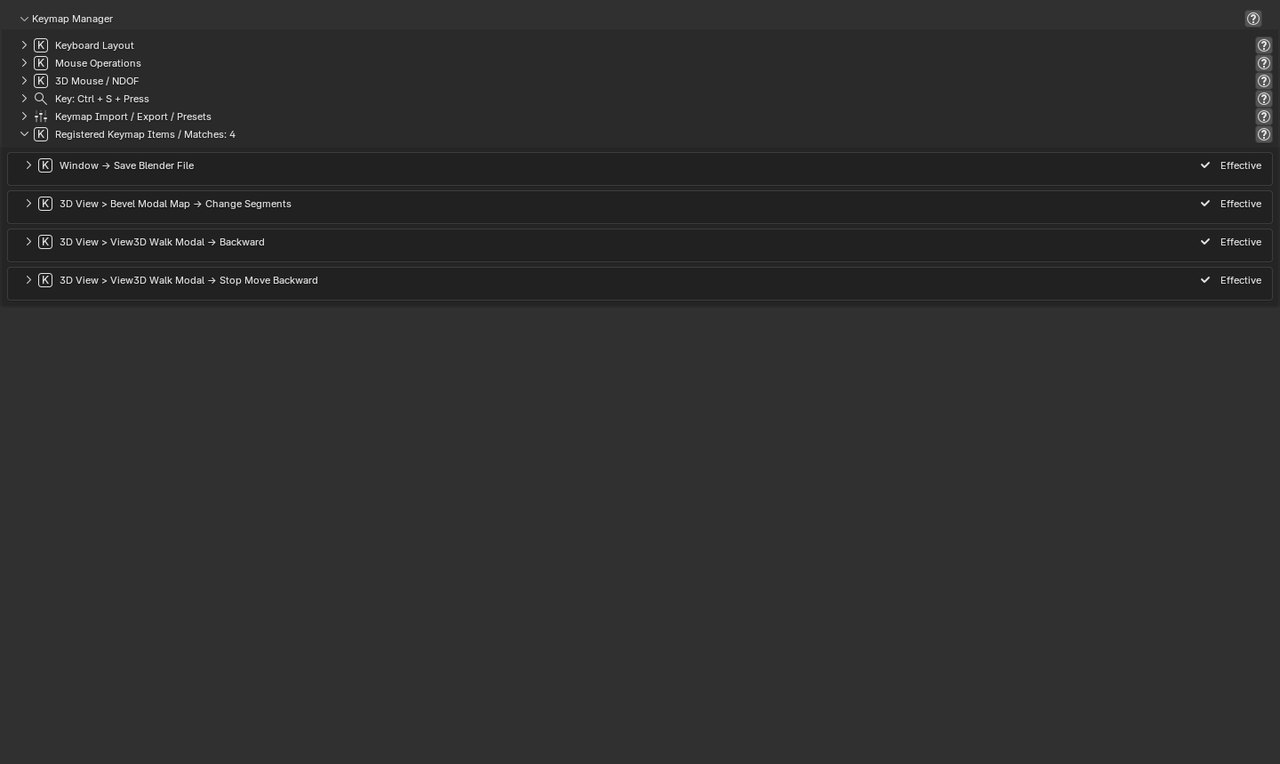 Keymap Manager
Keyboard Layout
Mouse Operations
3D Mouse / NDOF
Key: Ctrl + S + Press
Keymap Import / Export / Presets
Registered Keymap Items / Matches: 4
Window → Save Blender File Effective
3D View > Bevel Modal Map → Change Segments Effective
3D View > View3D Walk Modal → Backward Effective
3D View > View3D Walk Modal → Stop Move Backward Effective